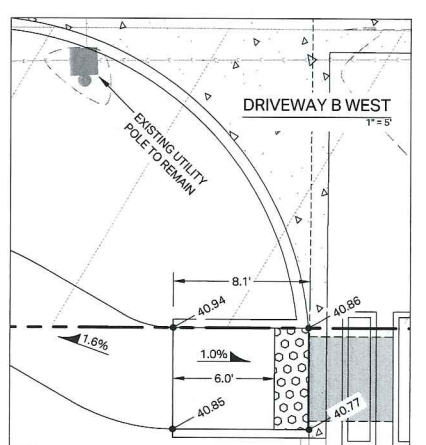 DRIVEWAY B WEST
1" = 5'
EXISTING UTILITY
POLE TO REMAIN
8.1'
40.94
40.86
1.6%
1.0%
6.0'
40.85
40.77